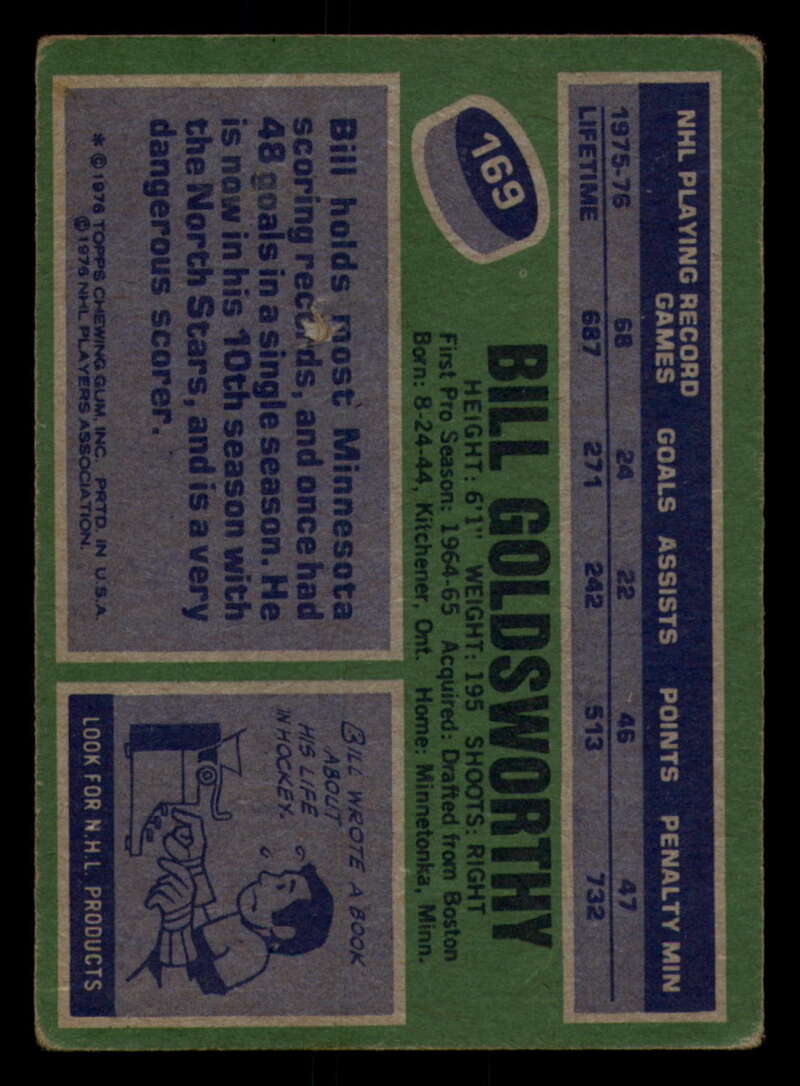 NHL PLAYING RECORD
GAMES GOALS ASSISTS POINTS PENALTY MIN
1975-76 68 24 22 46 47
LIFETIME 687 271 242 513 732
169
BILL GOLDSWORTHY
HEIGHT: 6'1" WEIGHT: 195 SHOOTS: RIGHT
First Pro Season: 1964-65 Acquired: Drafted from Boston
Born: 8-24-44, Kitchener, Ont. Home: Minnetonka, Minn.
Bill holds most Minnesota
scoring records, and once had
48 goals in a single season. He
is now in his 10th season with
the North Stars, and is a very
dangerous scorer.
* © 1976 TOPPS CHEWING GUM, INC. PRTD. IN U.S.A.
© 1976 NHL PLAYERS ASSOCIATION.
BILL WROTE A BOOK
ABOUT
HIS LIFE
IN HOCKEY.
LOOK FOR N.H.L. PRODUCTS